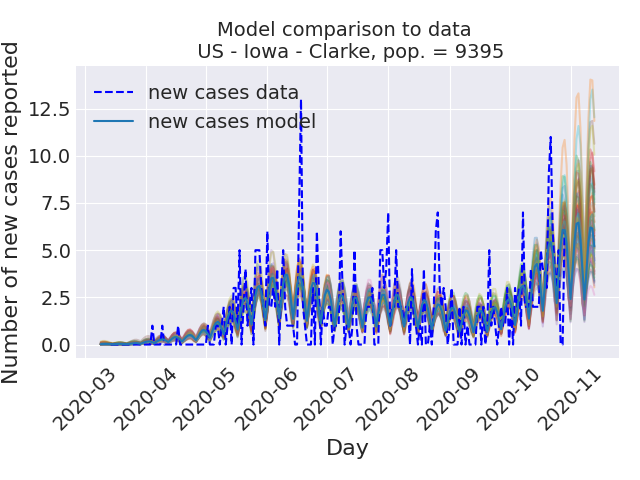 Model comparison to data
US - Iowa - Clarke, pop. = 9395
Number of new cases reported
12.5
10.0
7.5
5.0
2.5
0.0
new cases data
new cases model
2020-03
2020-04
2020-05
2020-06
2020-07
2020-08
2020-09
2020-10
2020-11
Day